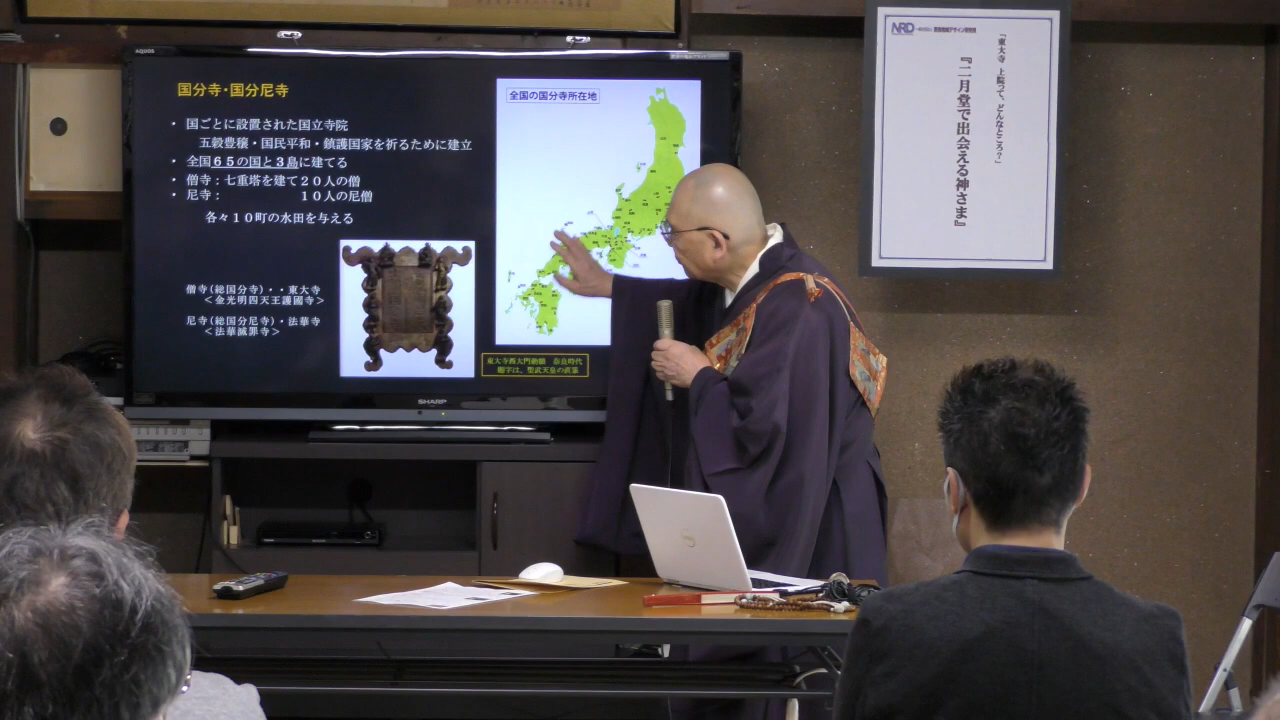 AQUOS
国分寺・国分尼寺
・ 国ごとに設置された国立寺院
五穀豊穣・国民平和・鎮護国家を祈るために建立
・ 全国６５の国と３島に建てる
・ 僧寺：七重塔を建て２０人の僧
・ 尼寺： １０人の尼僧
各々１０町の水田を与える
僧寺（総国分寺）・・東大寺
＜金光明四天王護國寺＞
尼寺（総国分尼寺）・法華寺
＜法華滅罪寺＞
全国の国分寺所在地
東大寺西大門勅額 奈良時代
題字は、聖武天皇の直筆
SHARP
NRD
「東大寺 上院って、どんなところ？」
『二月堂で出会える神さま』